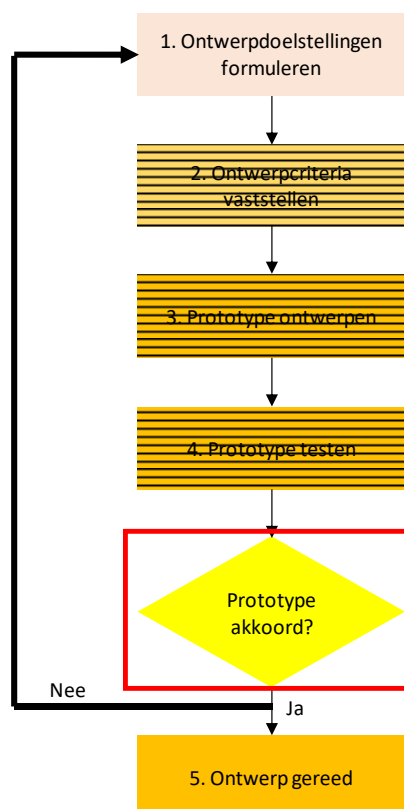 1. Ontwerpdoelstellingen
formuleren
2. Ontwerpcriteria
vaststellen
3. Prototype ontwerpen
4. Prototype testen
Prototype
akkoord?
Nee
Ja
5. Ontwerp gereed